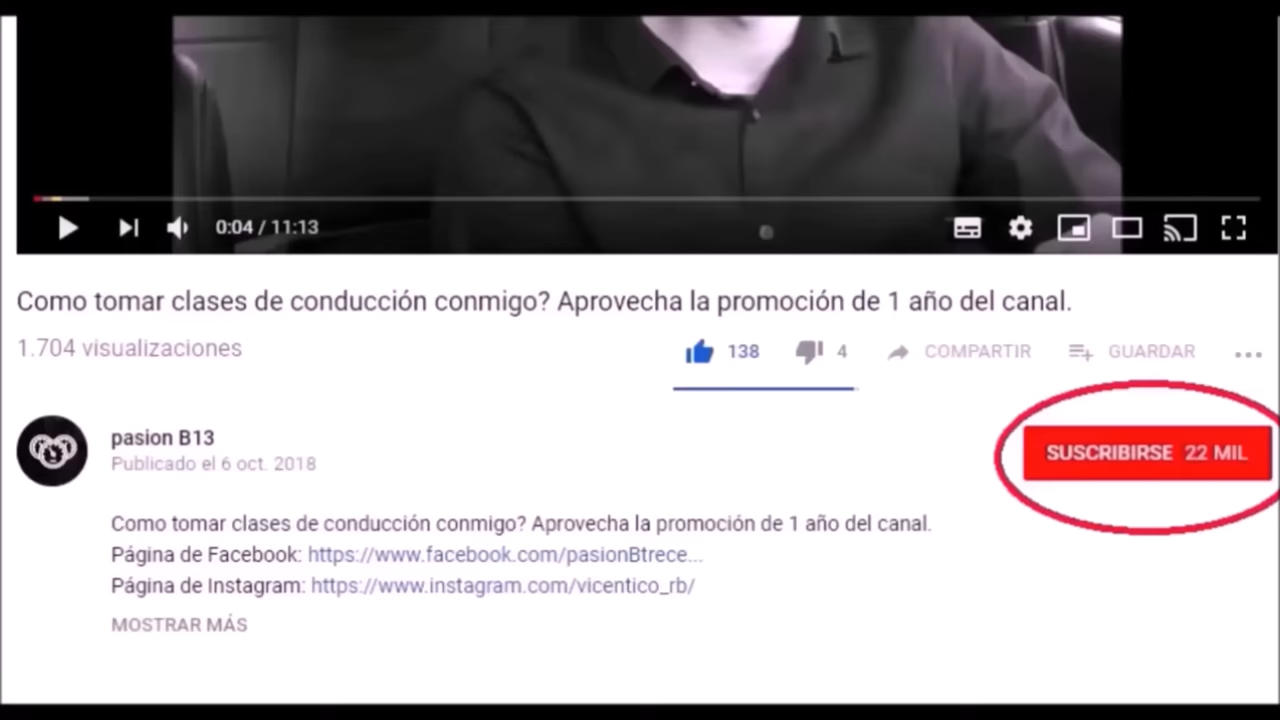 0:04 / 11:13
Como tomar clases de conducción conmigo? Aprovecha la promoción de 1 año del canal.
1.704 visualizaciones
138
4
COMPARTIR
GUARDAR
pasion B13
Publicado el 6 oct. 2018
SUSCRIBIRSE 22 MIL
Como tomar clases de conducción conmigo? Aprovecha la promoción de 1 año del canal.
Página de Facebook: https://www.facebook.com/pasionBtrece...
Página de Instagram: https://www.instagram.com/vicentico_rb/
MOSTRAR MÁS